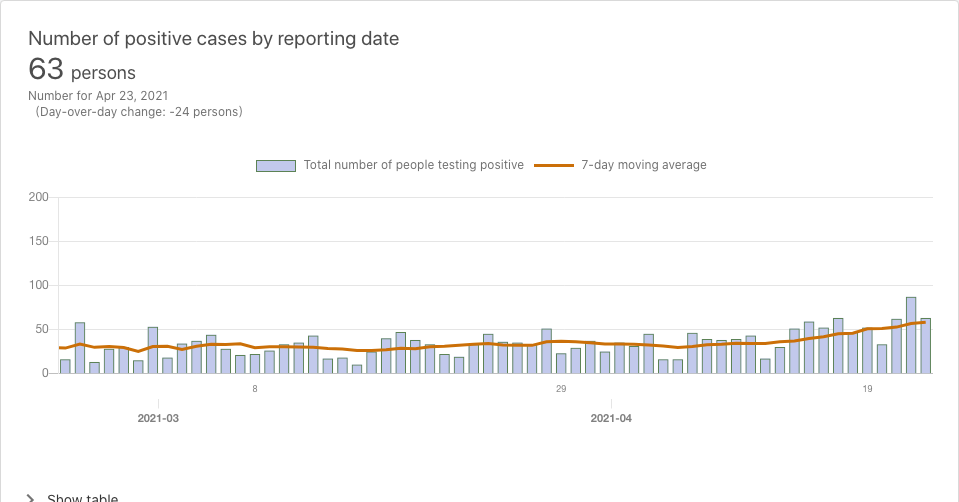 Number of positive cases by reporting date
63 persons
Number for Apr 23, 2021
(Day-over-day change: -24 persons)
Total number of people testing positive 7-day moving average
200
150
100
50
0
8 29 19
2021-03 2021-04
Show table